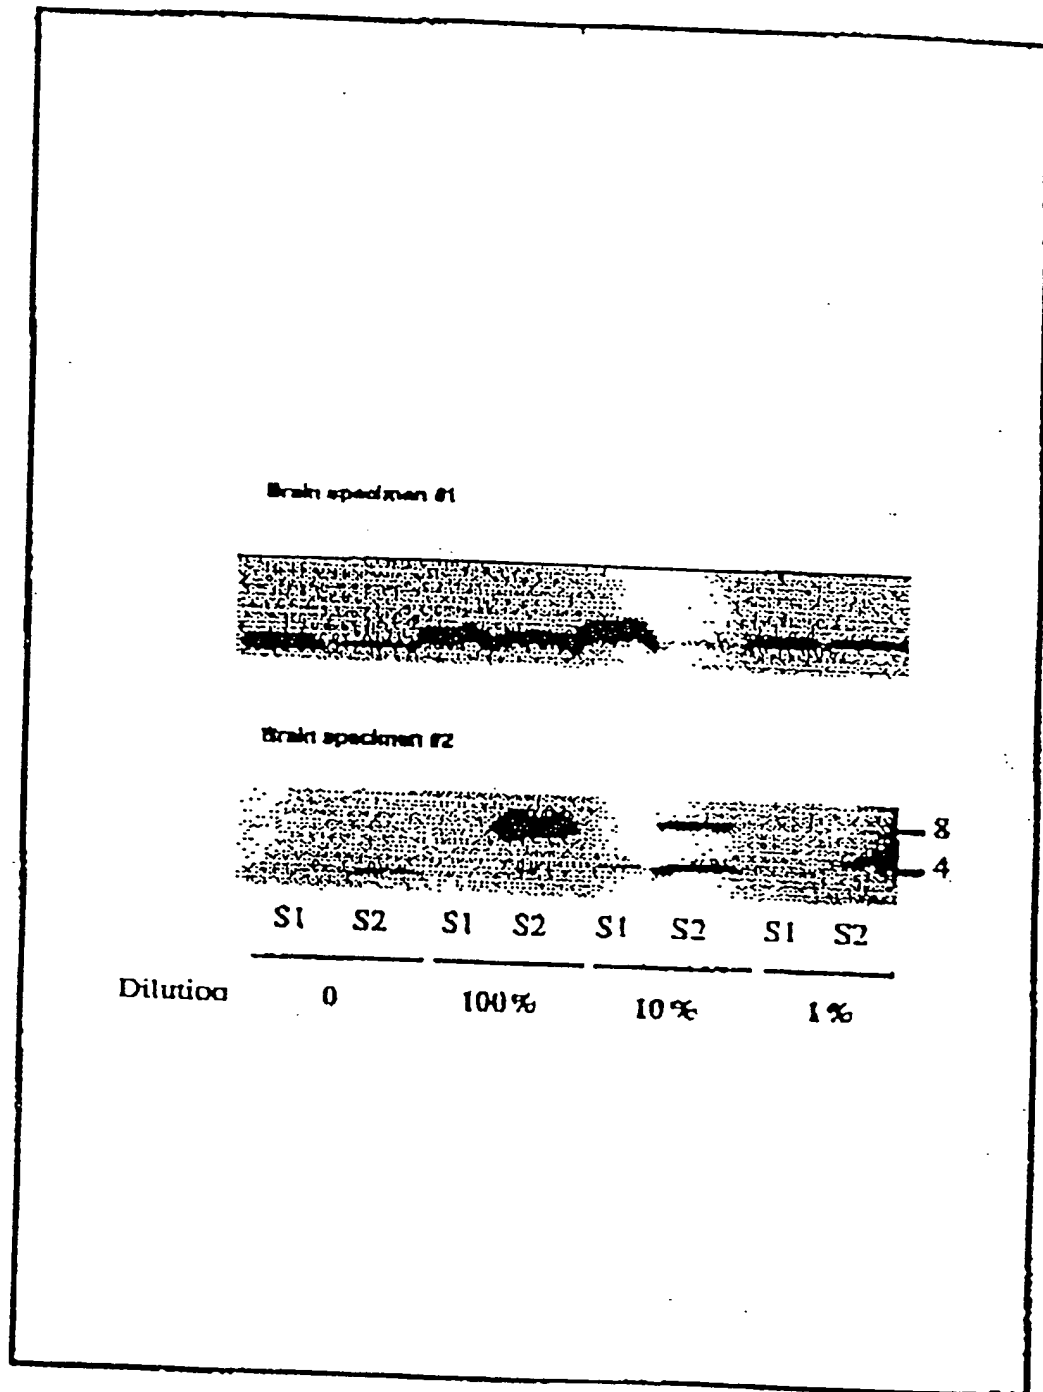 Brain specimen #1
Brain specimen #2
8
4
S1 S2 S1 S2 S1 S2 S1 S2
Dilution 0 100% 10% 1%